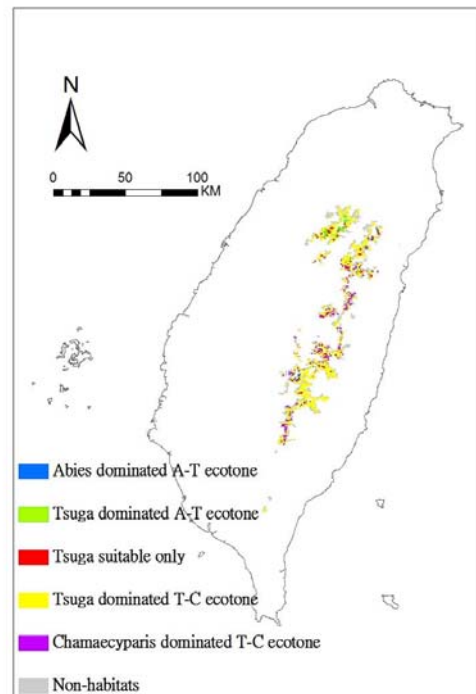 N
0 50 100
KM
Abies dominated A-T ecotone
Tsuga dominated A-T ecotone
Tsuga suitable only
Tsuga dominated T-C ecotone
Chamaecyparis dominated T-C ecotone
Non-habitats